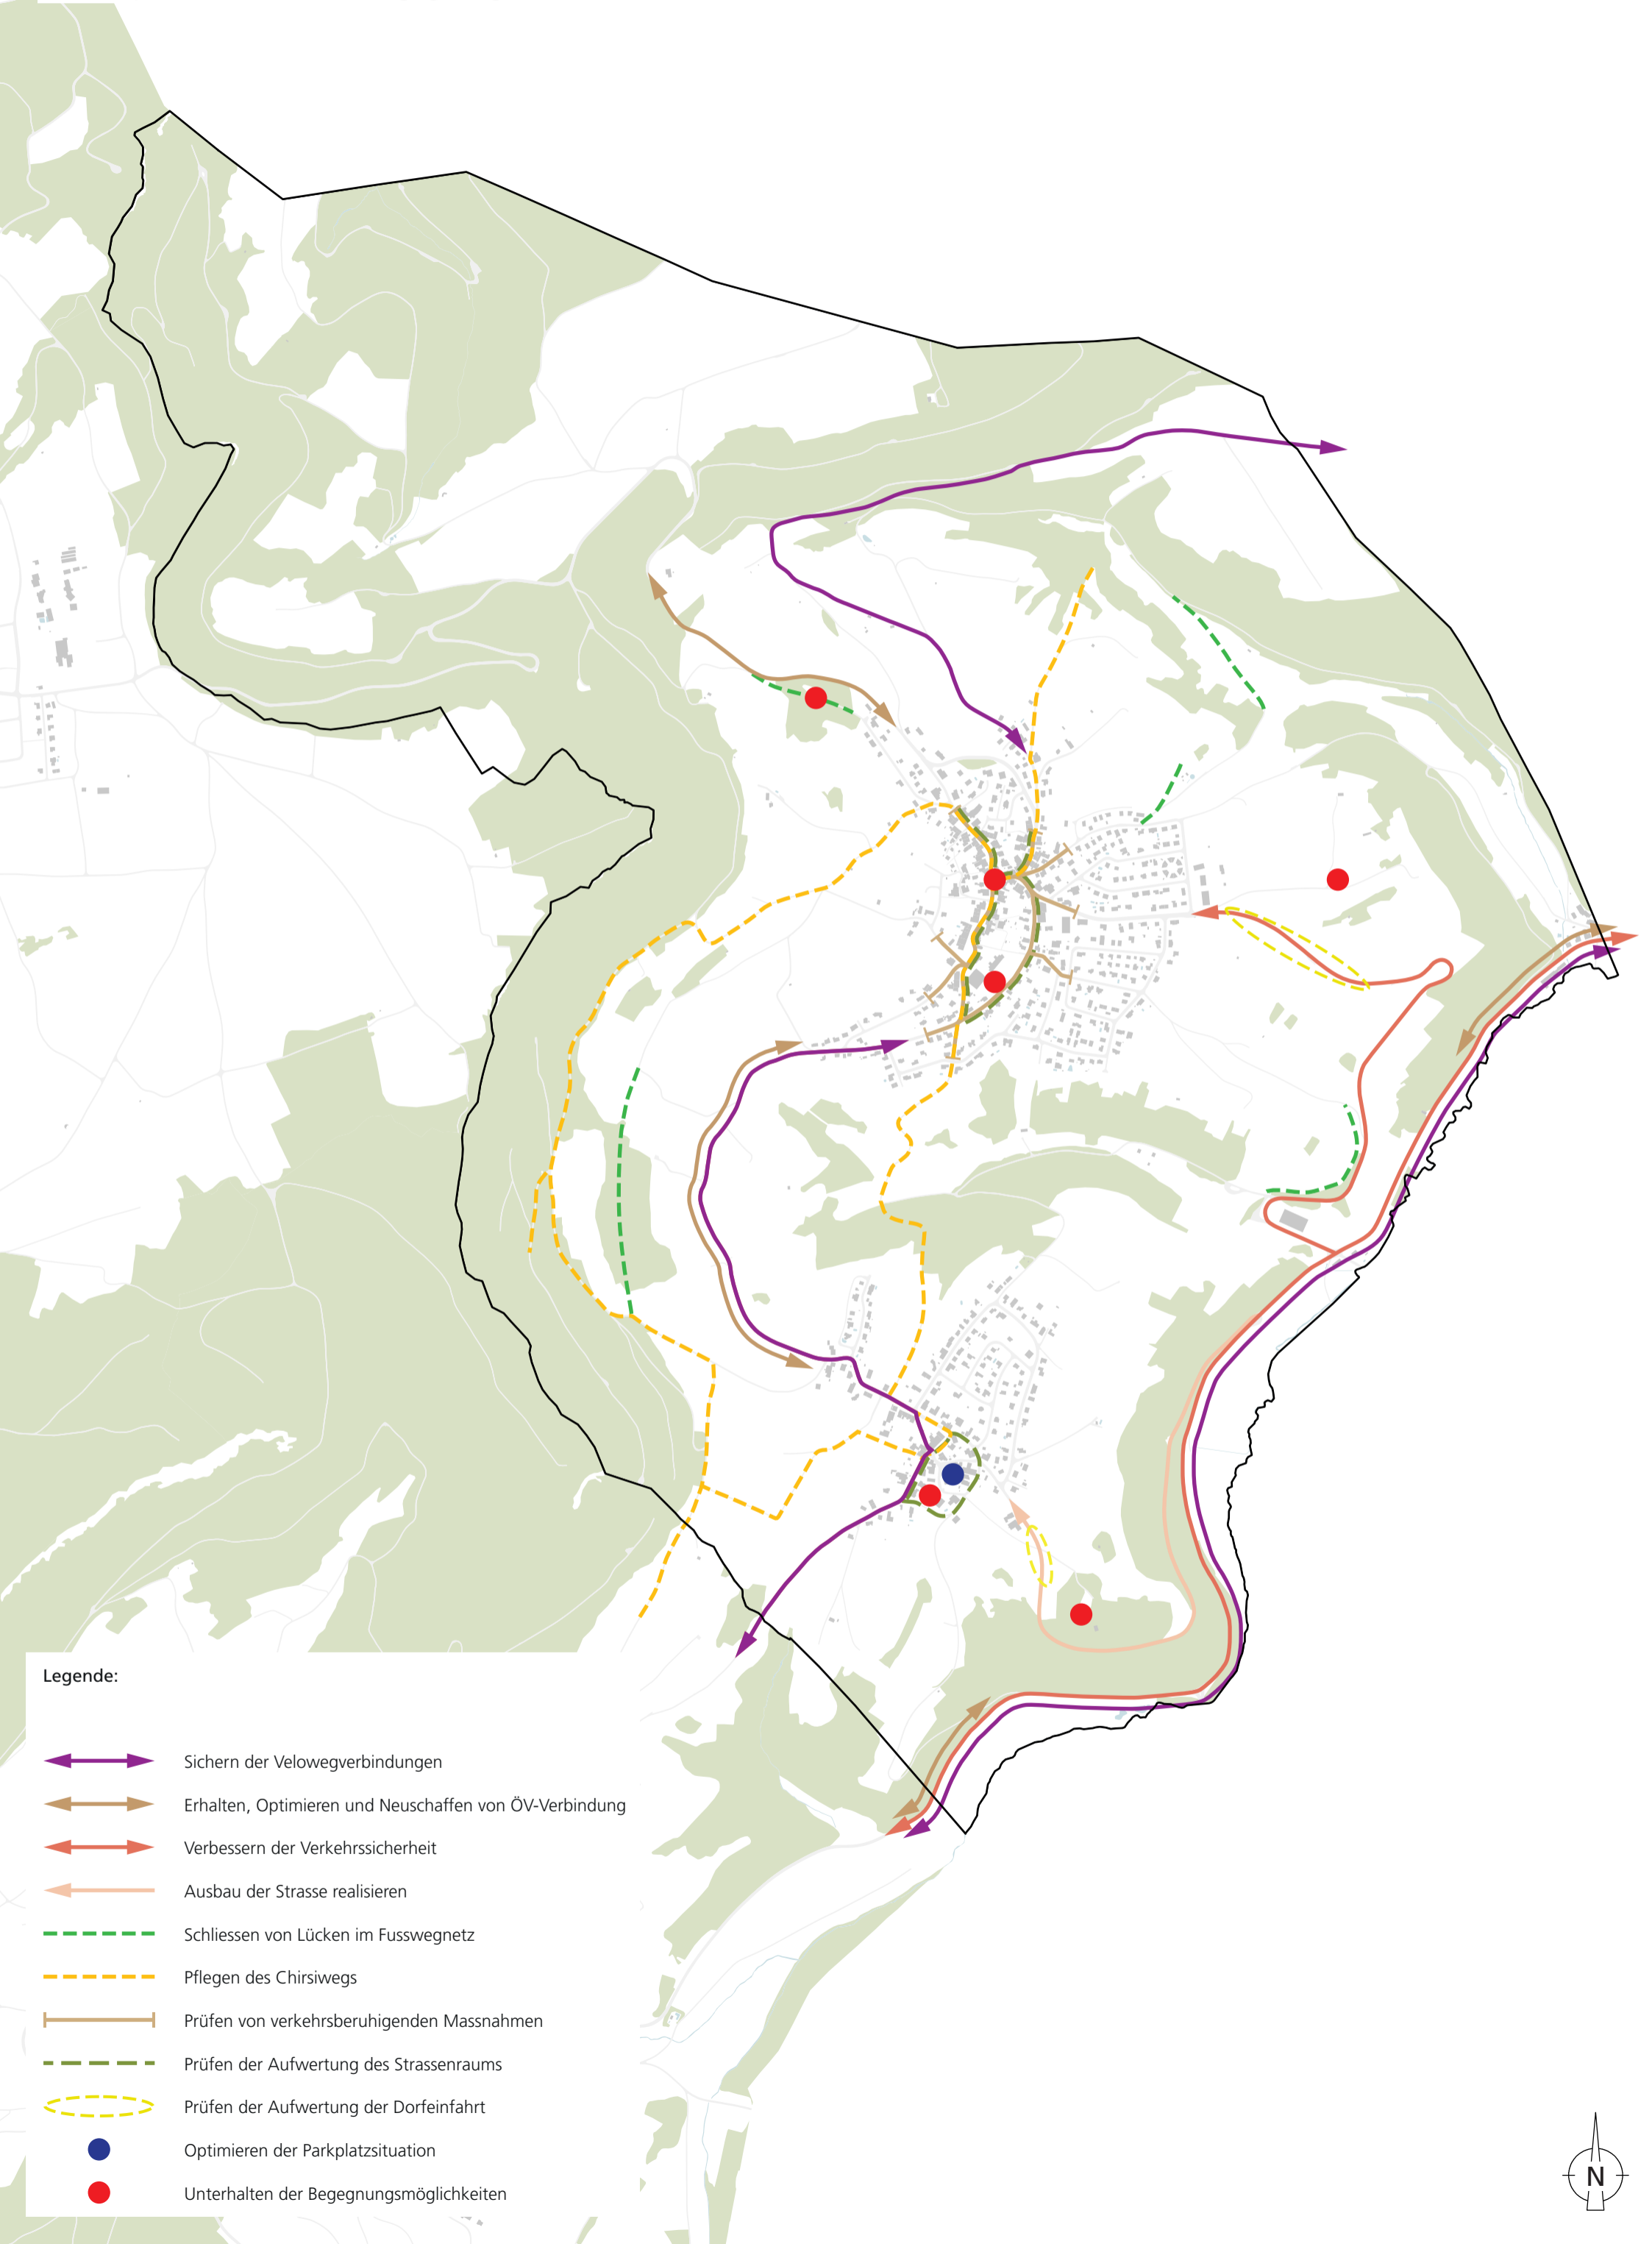 Legende:
Sichern der Velowegverbindungen
Erhalten, Optimieren und Neuschaffen von ÖV-Verbindung
Verbessern der Verkehrssicherheit
Ausbau der Strasse realisieren
Schliessen von Lücken im Fusswegnetz
Pflegen des Chirsiwegs
Prüfen von verkehrsberuhigenden Massnahmen
Prüfen der Aufwertung des Strassenraums
Prüfen der Aufwertung der Dorfeinfahrt
Optimieren der Parkplatzsituation
Unterhalten der Begegnungsmöglichkeiten
N